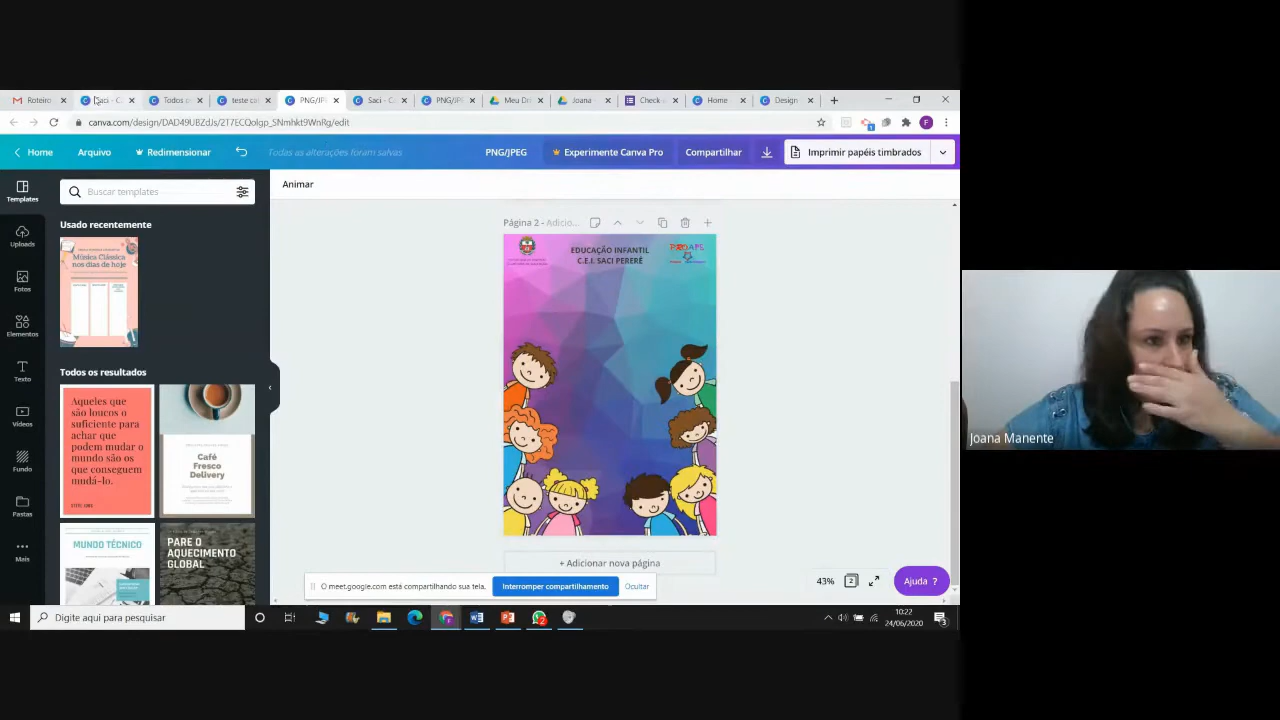 Roteiro
Saci - C
Todos p
teste ca
PNG/JP
Saci - C
PNG/JP
Meu Dr
Joana -
Check-
Home
Design
canva.com/design/DAD49UBZdJs/2T7ECQolgp_SNmhkt9WnRg/edit
Home
Arquivo
Redimensionar
Todas as alterações foram salvas
PNG/JPEG
Experimente Canva Pro
Compartilhar
Imprimir papéis timbrados
Templates
Uploads
Fotos
Elementos
Texto
Vídeos
Fundo
Pastas
Mais
Buscar templates
Usado recentemente
Música Clássica
nos dias de hoje
Todos os resultados
Aqueles que
são loucos o
suficiente para
achar que
podem mudar o
mundo são os
que conseguem
mudá-lo.
STEVE JOBS
Café
Fresco
Delivery
MUNDO TÉCNICO
PARE O
AQUECIMENTO
GLOBAL
Animar
Página 2 - Adicio...
EDUCAÇÃO INFANTIL
C.E.I. SACI PERERÊ
+ Adicionar nova página
O meet.google.com está compartilhando sua tela.
Interromper compartilhamento
Ocultar
43%
2
Ajuda ?
Digite aqui para pesquisar
10:22
24/06/2020
Joana Manente